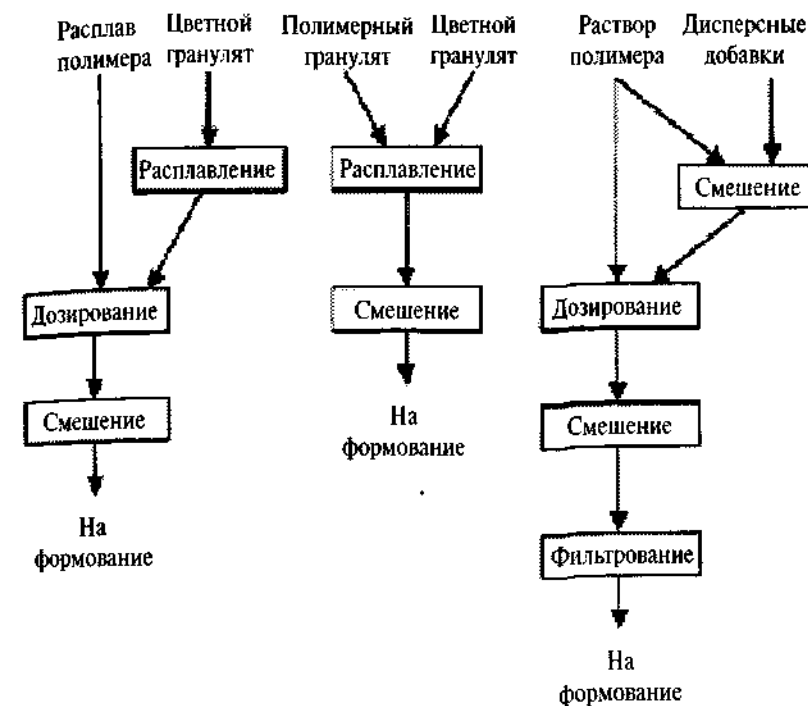 Расплав
полимера
Цветной
гранулят
Расплавление
Дозирование
Смешение
На
формование
Полимерный
гранулят
Цветной
гранулят
Расплавление
Смешение
На
формование
Раствор
полимера
Дисперсные
добавки
Смешение
Дозирование
Смешение
Фильтрование
На
формование